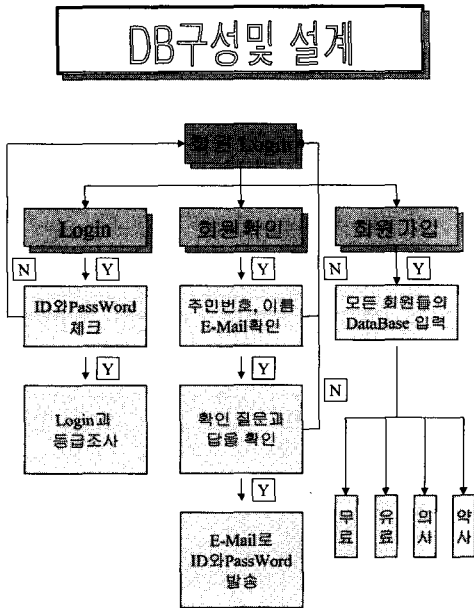 DB구성및 설계
회원 Login
Login
회원확인
회원가입
N
Y
Y
N
Y
ID와PassWord
체크
주민번호, 이름
E-Mail확인
모든 회원들의
DataBase 입력
Y
Y
N
Login과
등급조사
확인 질문과
답을 확인
Y
무료
유료
의사
약사
E-Mail로
ID와PassWord
발송